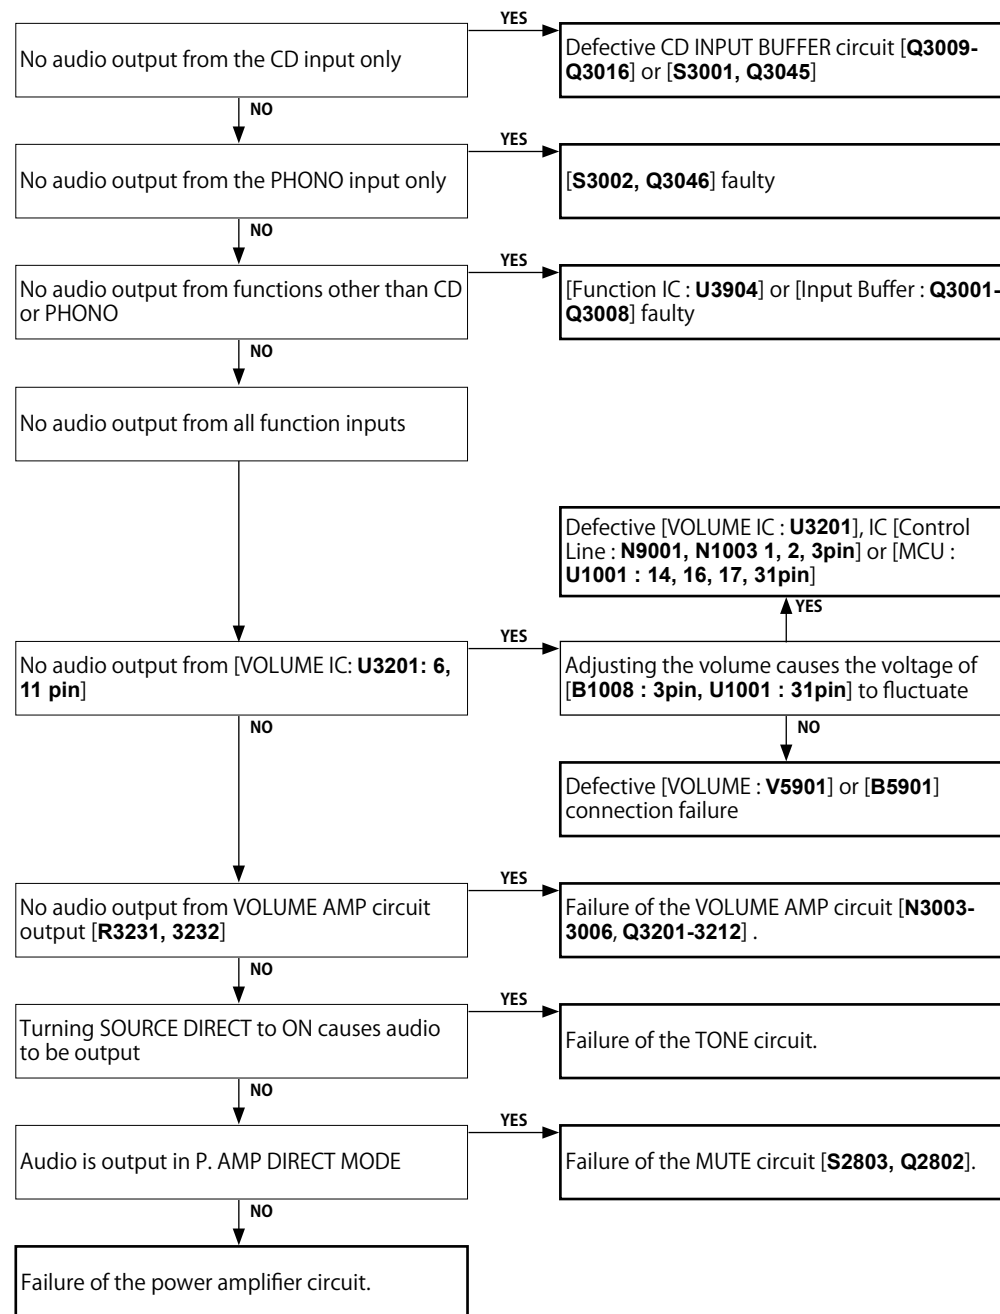 YES
No audio output from the CD input only
Defective CD INPUT BUFFER circuit [Q3009-
Q3016] or [S3001, Q3045]
NO
YES
No audio output from the PHONO input only
[S3002, Q3046] faulty
NO
YES
No audio output from functions other than CD
or PHONO
[Function IC : U3904] or [Input Buffer : Q3001-
Q3008] faulty
NO
No audio output from all function inputs
Defective [VOLUME IC : U3201], IC [Control
Line : N9001, N1003 1, 2, 3pin] or [MCU :
U1001 : 14, 16, 17, 31pin]
YES
YES
No audio output from [VOLUME IC: U3201: 6,
11 pin]
Adjusting the volume causes the voltage of
[B1008 : 3pin, U1001 : 31pin] to fluctuate
NO
NO
Defective [VOLUME : V5901] or [B5901]
connection failure
YES
No audio output from VOLUME AMP circuit
output [R3231, 3232]
Failure of the VOLUME AMP circuit [N3003-
3006, Q3201-3212] .
NO
YES
Turning SOURCE DIRECT to ON causes audio
to be output
Failure of the TONE circuit.
NO
YES
Audio is output in P. AMP DIRECT MODE
Failure of the MUTE circuit [S2803, Q2802].
NO
Failure of the power amplifier circuit.